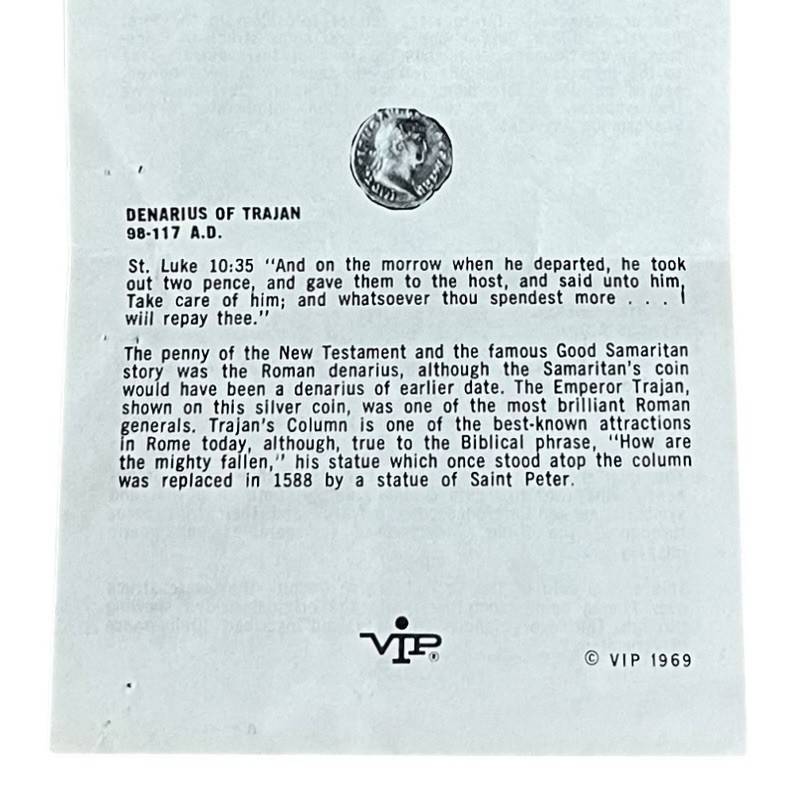 DENARIUS OF TRAJAN
98-117 A.D.
St. Luke 10:35 "And on the morrow when he departed, he took
out two pence, and gave them to the host, and said unto him,
Take care of him; and whatsoever thou spendest more . . . I
wiil repay thee."
The penny of the New Testament and the famous Good Samaritan
story was the Roman denarius, although the Samaritan's coin
would have been a denarius of earlier date. The Emperor Trajan,
shown on this silver coin, was one of the most brilliant Roman
generals. Trajan's Column is one of the best-known attractions
in Rome today, although, true to the Biblical phrase, "How are
the mighty fallen," his statue which once stood atop the column
was replaced in 1588 by a statue of Saint Peter.
VIP®
© VIP 1969